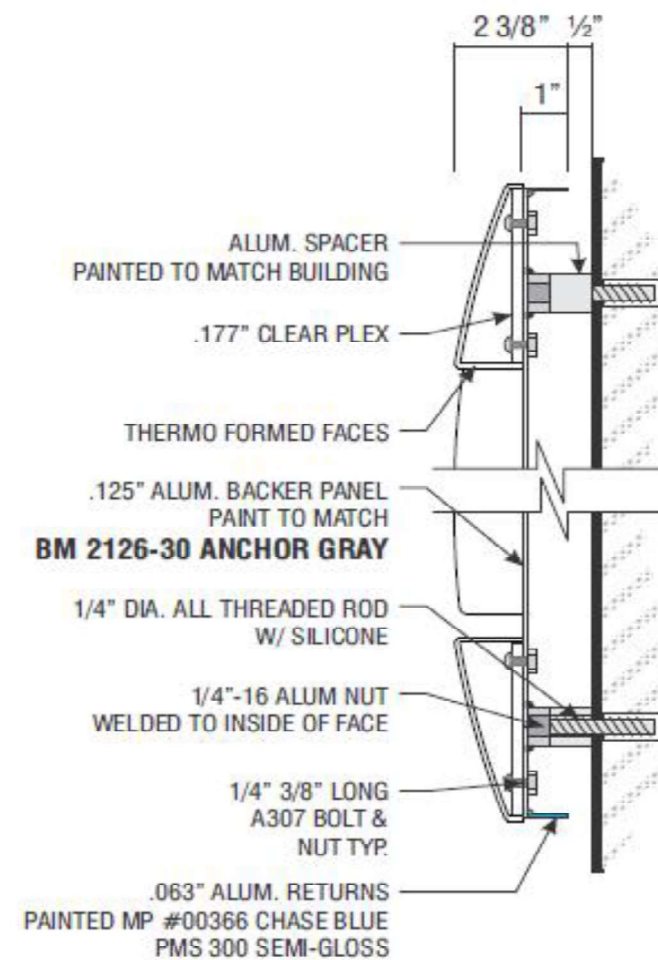 2 3/8” ½”
1”
ALUM. SPACER
PAINTED TO MATCH BUILDING
.177” CLEAR PLEX
THERMO FORMED FACES
.125” ALUM. BACKER PANEL
PAINT TO MATCH
BM 2126-30 ANCHOR GRAY
1/4” DIA. ALL THREADED ROD
W/ SILICONE
1/4”-16 ALUM NUT
WELDED TO INSIDE OF FACE
1/4” 3/8” LONG
A307 BOLT &
NUT TYP.
.063” ALUM. RETURNS
PAINTED MP #00366 CHASE BLUE
PMS 300 SEMI-GLOSS